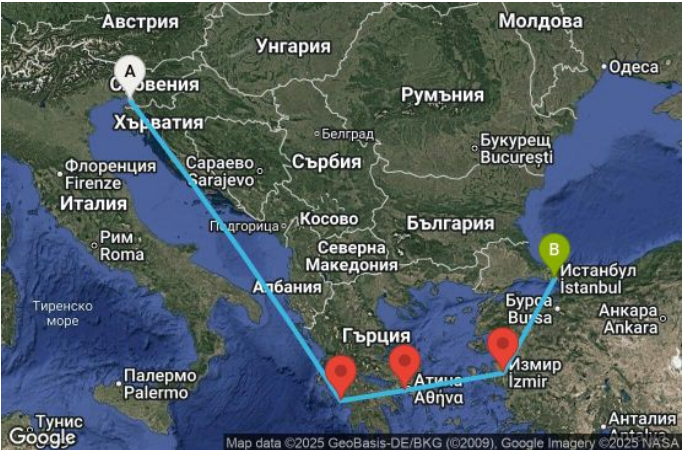 Австрия
Молдова
Унгария
A
Словения
Одеса
Румъния
Хърватия
Белград
Букурещ
București
Флоренция
Firenze
Сараево
Sarajevo
Сърбия
Италия
Подгорица
Косово
България
Рим
Roma
Северна
Македония
B
Истанбул
İstanbul
Албания
Бурса
Bursa
Анкара
Ankara
Тиренско
море
Гърция
Палермо
Palermo
Атина
Αθήνα
Измир
İzmir
Тунис
Анталия
Google
Map data ©2025 GeoBasis-DE/BKG (©2009), Google Imagery ©2025 NASA